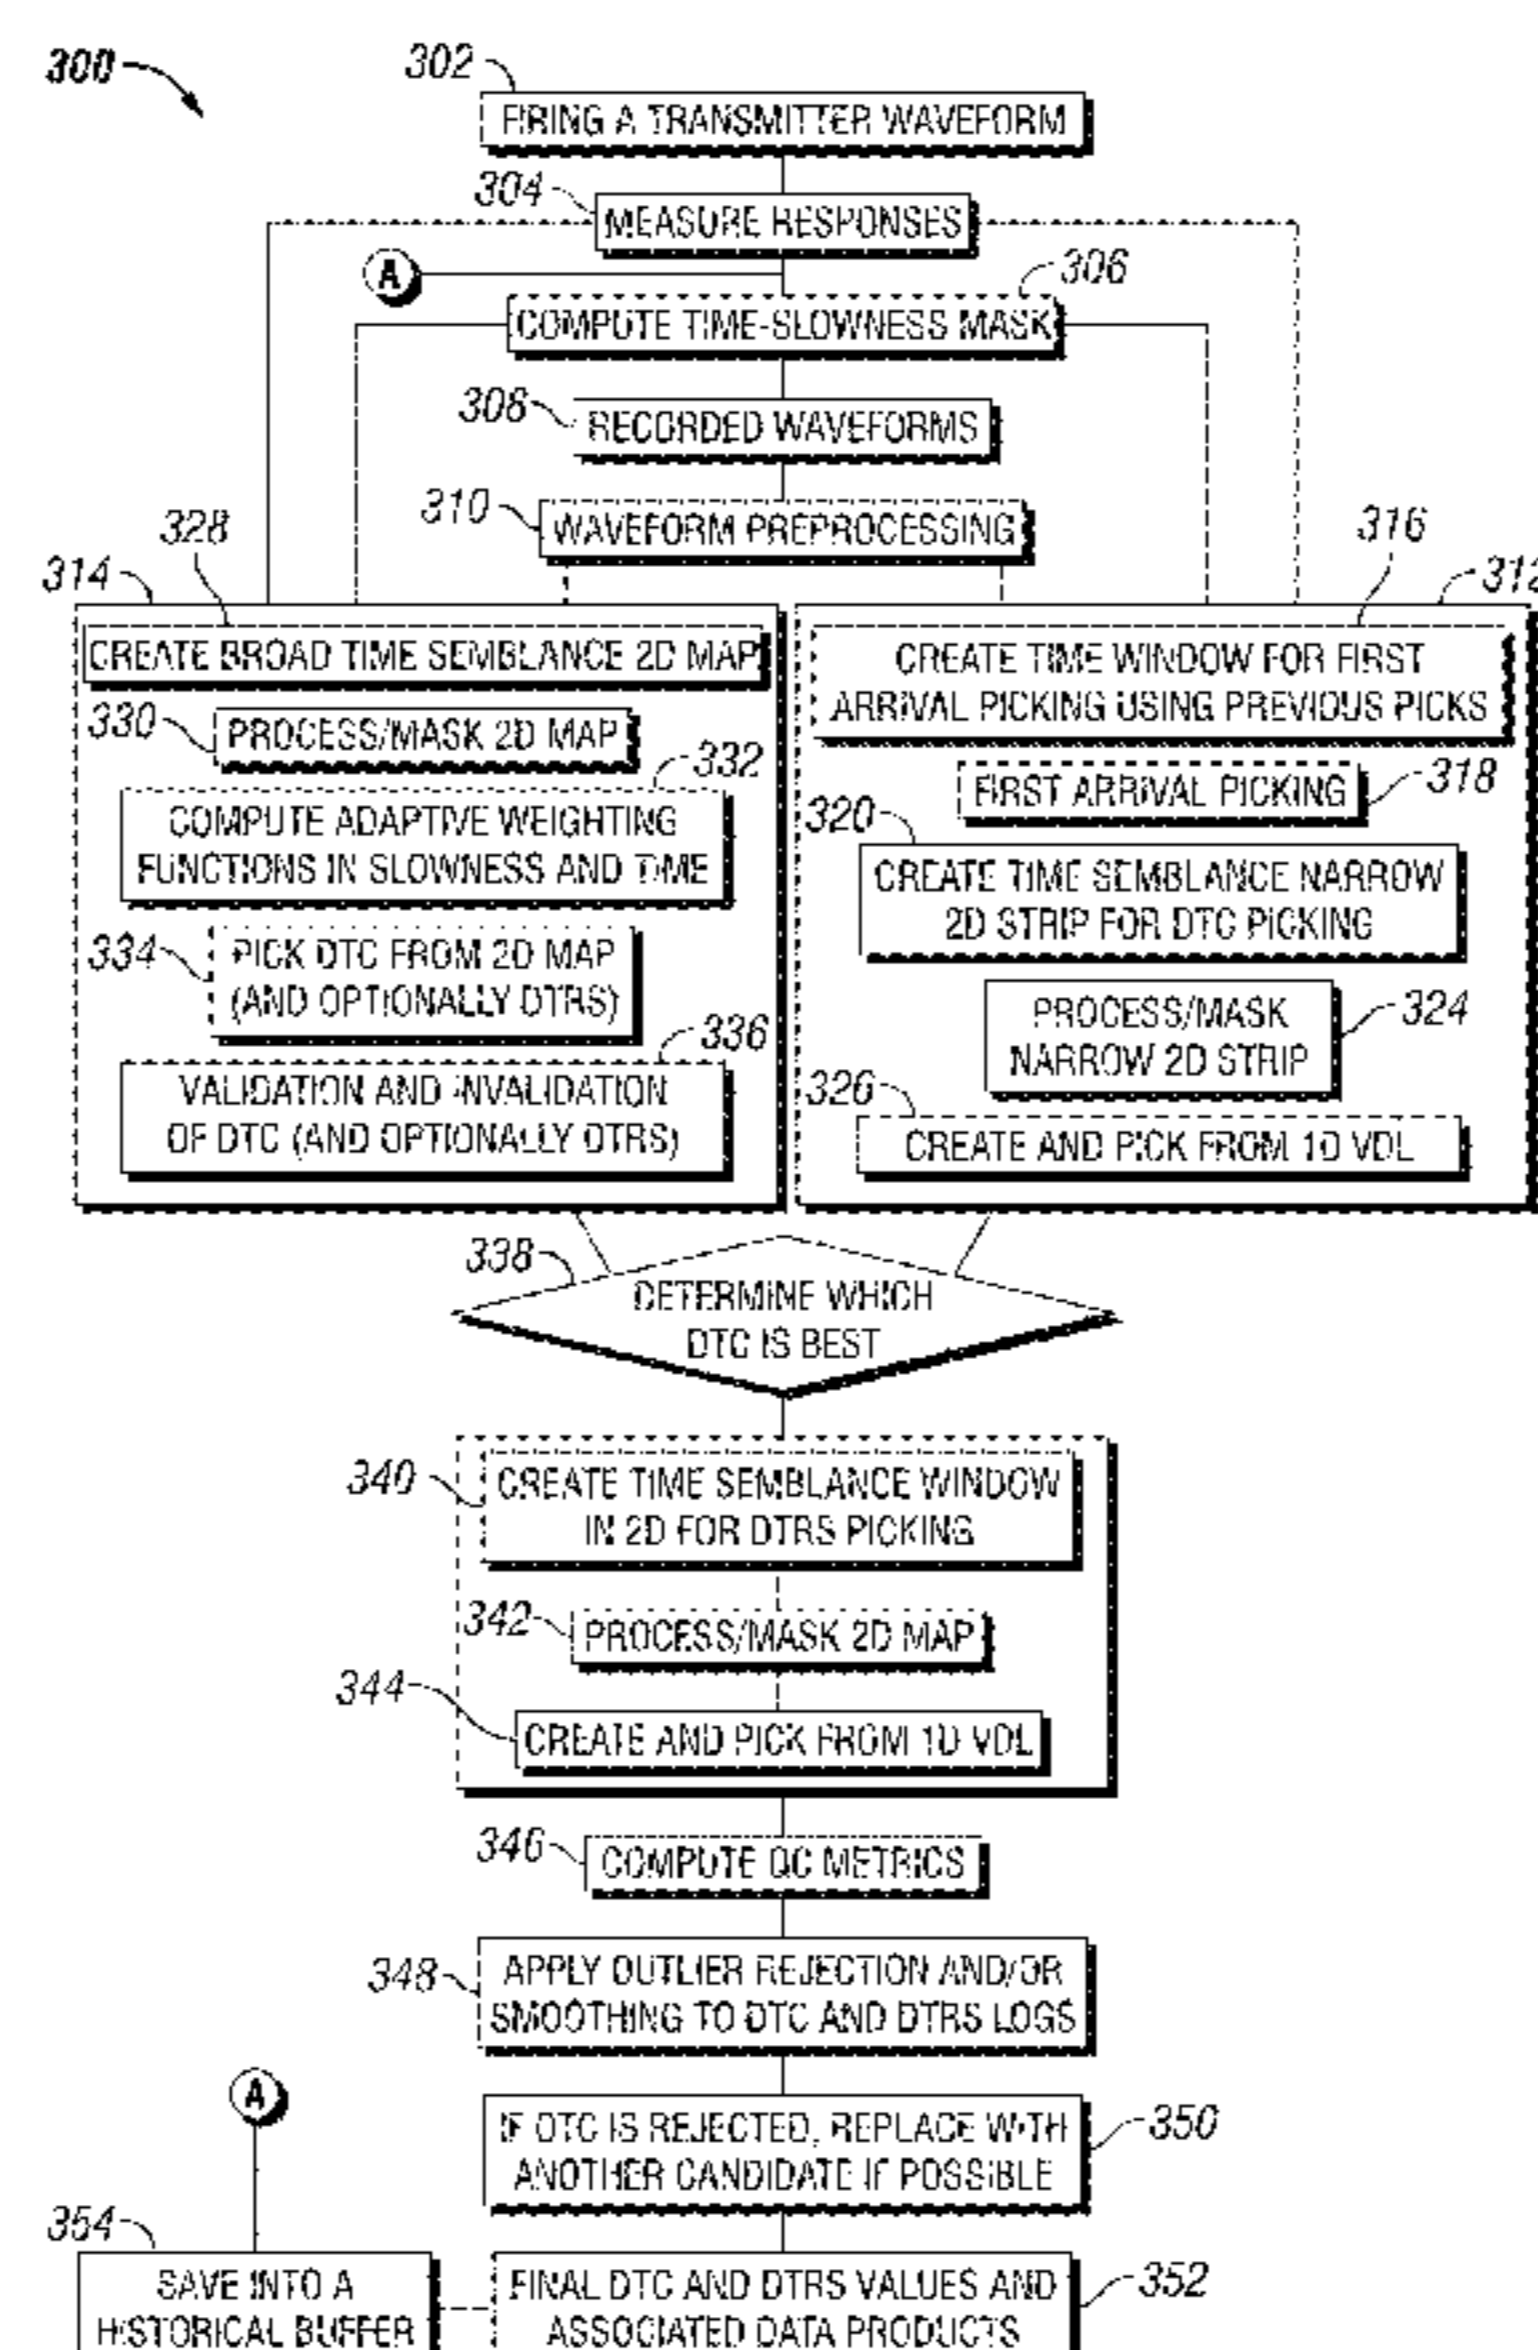 300
302
FIRING A TRANSMITTER WAVEFORM
304
MEASURE RESPONSES
A
306
COMPUTE TIME-SLOWNESS MASK
308
RECORDED WAVEFORMS
310
WAVEFORM PREPROCESSING
314
328
CREATE BROAD TIME SEMBLANCE 2D MAP
330
PROCESS/MASK 2D MAP
332
COMPUTE ADAPTIVE WEIGHTING
FUNCTIONS IN SLOWNESS AND TIME
334
PICK DTC FROM 2D MAP
(AND OPTIONALLY DTRS)
336
VALIDATION AND INVALIDATION
OF DTC (AND OPTIONALLY DTRS)
316
312
CREATE TIME WINDOW FOR FIRST
ARRIVAL PICKING USING PREVIOUS PICKS
FIRST ARRIVAL PICKING
318
320
CREATE TIME SEMBLANCE NARROW
2D STRIP FOR DTC PICKING
PROCESS/MASK
NARROW 2D STRIP
324
326
CREATE AND PICK FROM 1D VDL
338
DETERMINE WHICH
DTC IS BEST
340
CREATE TIME SEMBLANCE WINDOW
IN 2D FOR DTRS PICKING
342
PROCESS/MASK 2D MAP
344
CREATE AND PICK FROM 1D VDL
346
COMPUTE QC METRICS
348
APPLY OUTLIER REJECTION AND/OR
SMOOTHING TO DTC AND DTRS LOGS
A
IF DTC IS REJECTED, REPLACE WITH
ANOTHER CANDIDATE IF POSSIBLE
350
354
SAVE INTO A
HISTORICAL BUFFER
FINAL DTC AND DTRS VALUES AND
ASSOCIATED DATA PRODUCTS
352